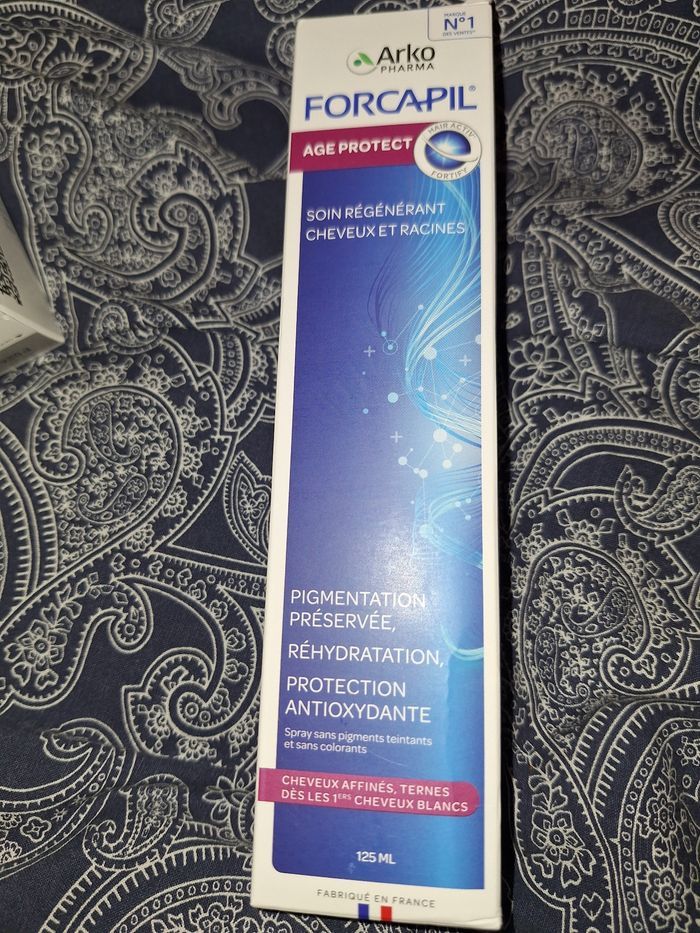 MARQUE
N°1
DES VENTES*
Arko
PHARMA
FORCAPIL®
AGE PROTECT
HAIR ACTIV
FORTIFY
SOIN RÉGÉNÉRANT
CHEVEUX ET RACINES
PIGMENTATION
PRÉSERVÉE,
RÉHYDRATATION,
PROTECTION
ANTIOXYDANTE
Spray sans pigments teintants
et sans colorants
CHEVEUX AFFINÉS, TERNES
DÈS LES 1ERS CHEVEUX BLANCS
125 ML
FABRIQUÉ EN FRANCE